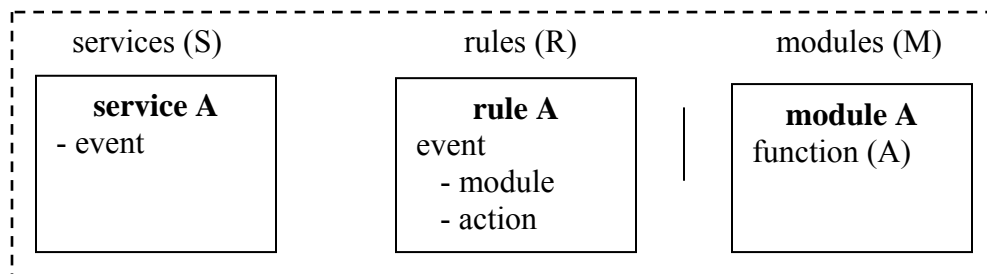 services (S) rules (R) modules (M)
service A
- event
rule A
event
- module
- action
module A
function (A)